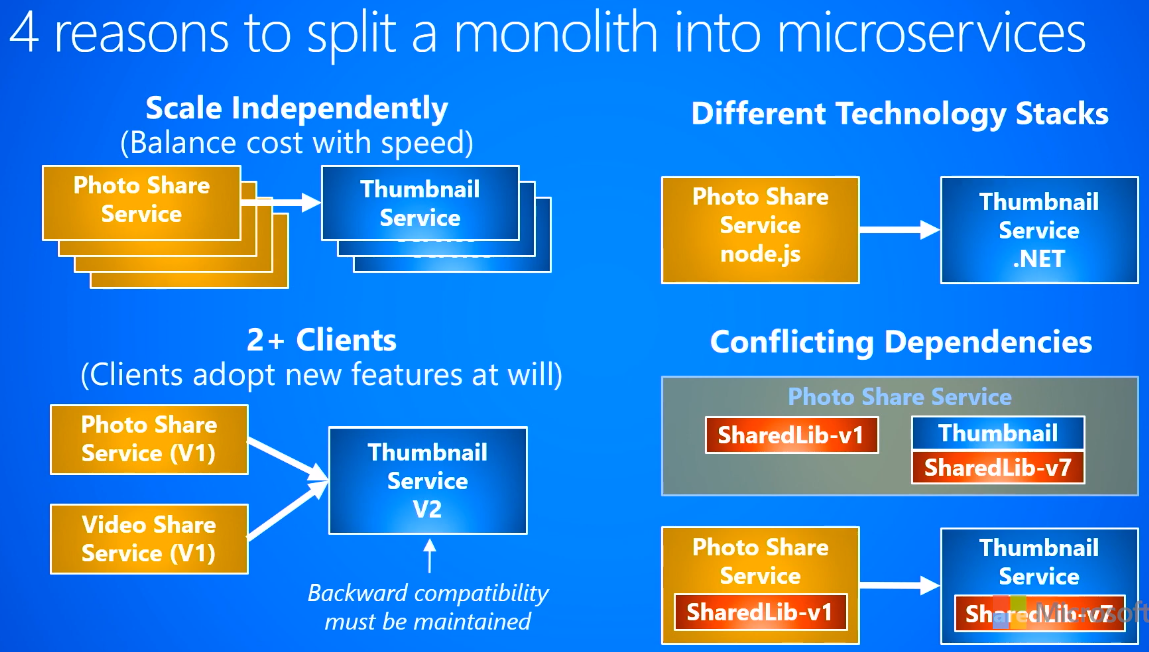 4 reasons to split a monolith into microservices
Scale Independently
(Balance cost with speed)
Photo Share
Service
Thumbnail
Service
Different Technology Stacks
Photo Share
Service
node.js
Thumbnail
Service
.NET
2+ Clients
(Clients adopt new features at will)
Photo Share
Service (V1)
Video Share
Service (V1)
Thumbnail
Service
V2
Backward compatibility
must be maintained
Conflicting Dependencies
Photo Share Service
SharedLib-v1
Thumbnail
SharedLib-v7
Photo Share
Service
SharedLib-v1
Thumbnail
Service
SharedLib-v7
Microsoft